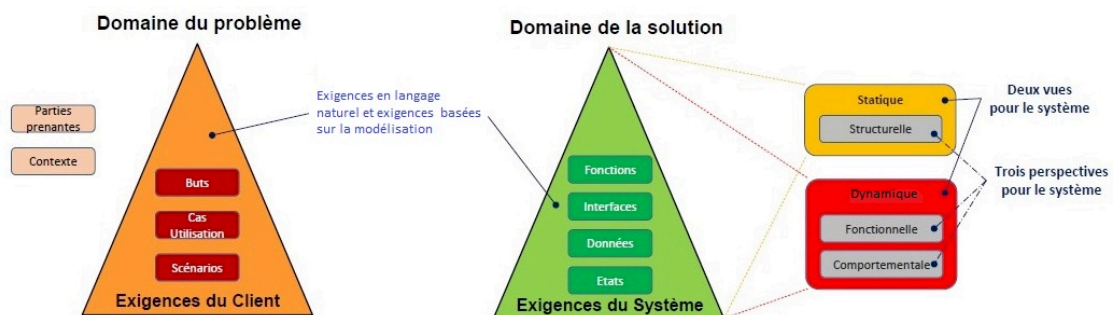 Domaine du problème
Parties
prenantes
Contexte
Buts
Cas
Utilisation
Scénarios
Exigences du Client
Exigences en langage
naturel et exigences basées
sur la modélisation
Domaine de la solution
Fonctions
Interfaces
Données
Etats
Exigences du Système
Statique
Structurelle
Dynamique
Fonctionnelle
Comportementale
Deux vues
pour le système
Trois perspectives
pour le système